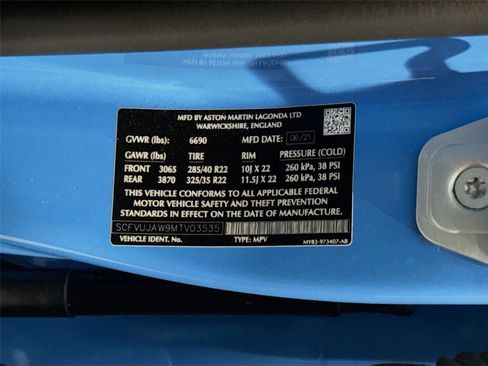 MFD BY ASTON MARTIN LAGONDA LTD
WARWICKSHIRE, ENGLAND
GVWR (lbs): 6690 MFD DATE: 06/21
GAWR (lbs): TIRE RIM PRESSURE (COLD)
FRONT 3065 285/40 R22 10J X 22 260 kPa, 38 PSI
REAR 3870 325/35 R22 11.5J X 22 260 kPa, 38 PSI
THIS VEHICLE CONFORMS TO ALL APPLICABLE FEDERAL
MOTOR VEHICLE SAFETY AND THEFT PREVENTION
STANDARDS IN EFFECT ON THE DATE OF MANUFACTURE
SCFVUJAW9MTV03535
VEHICLE IDENT. TYPE: MPV MY83-973407-AB